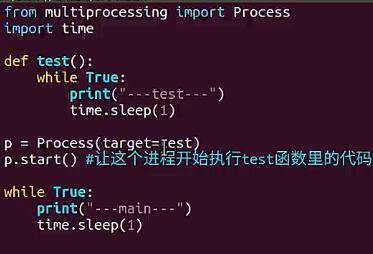 from multiprocessing import Process
import time

def test():
    while True:
        print("---test---")
        time.sleep(1)

p = Process(target=test)
p.start() #让这个进程开始执行test函数里的代码

while True:
    print("---main---")
    time.sleep(1)